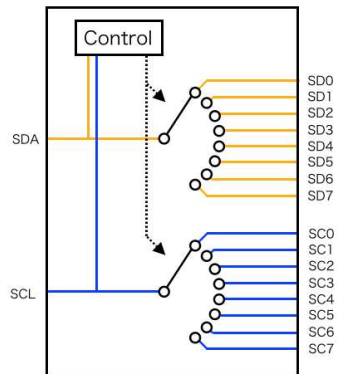 Control
SDA
SD0
SD1
SD2
SD3
SD4
SD5
SD6
SD7
SCL
SC0
SC1
SC2
SC3
SC4
SC5
SC6
SC7